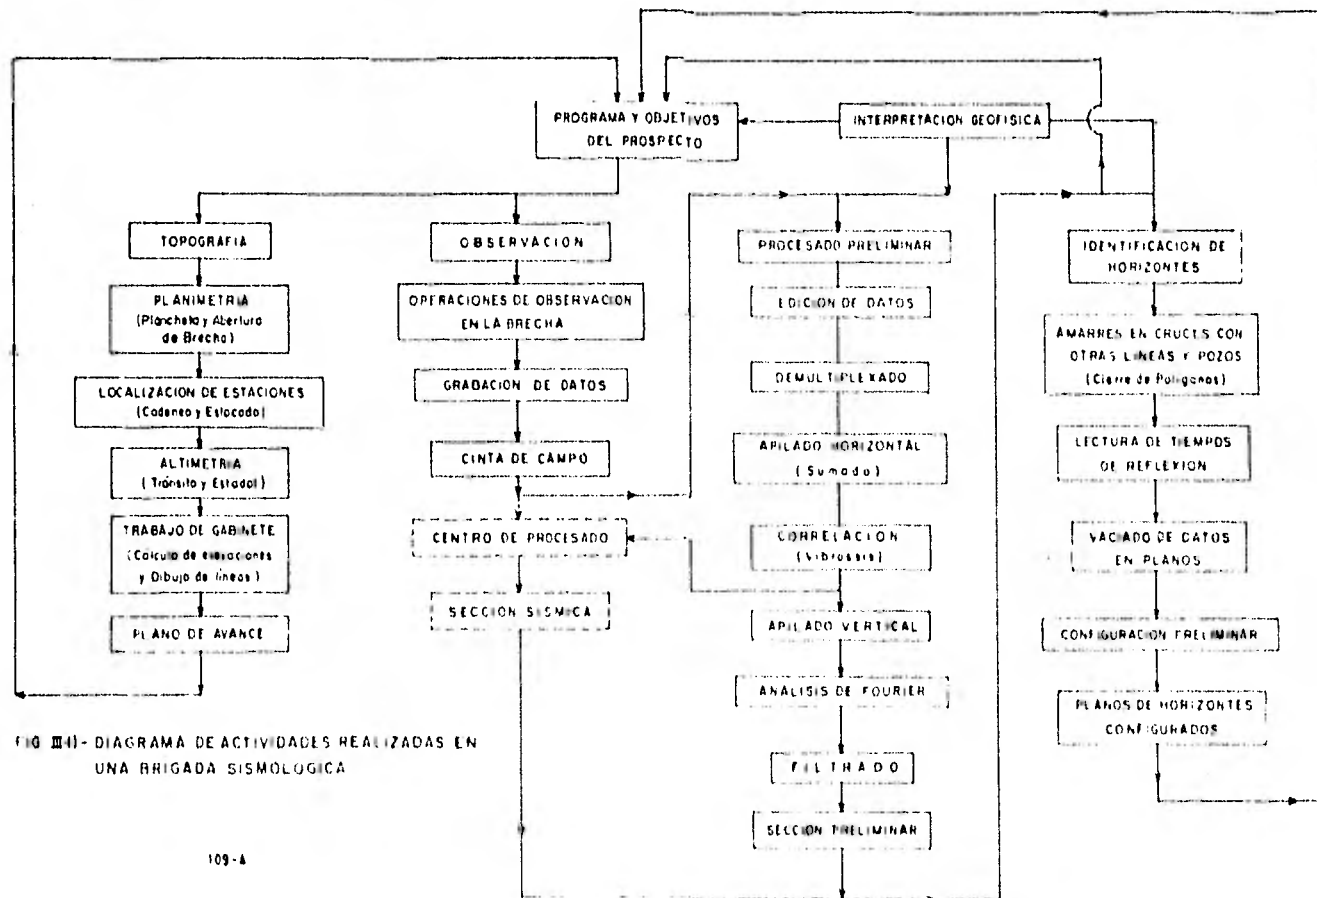 PROGRAMA Y OBJETIVOS
DEL PROSPECTO
INTERPRETACION GEOFISICA
TOPOGRAFIA
PLANIMETRIA
(Plancheta y Abertura
de Brecha)
LOCALIZACION DE ESTACIONES
(Cadeneo y Estacado)
ALTIMETRIA
(Tránsito y Estadal)
TRABAJO DE GABINETE
(Cálculo de elevaciones
y Dibujo de líneas)
PLANO DE AVANCE
OBSERVACION
OPERACIONES DE OBSERVACION
EN LA BRECHA
GRABACION DE DATOS
CINTA DE CAMPO
CENTRO DE PROCESADO
SECCION SISMICA
PROCESADO PRELIMINAR
EDICION DE DATOS
DEMULTIPLEXADO
APILADO HORIZONTAL
(Sumado)
CORRELACION
(Vibrossis)
APILADO VERTICAL
ANALISIS DE FOURIER
FILTRADO
SECCION PRELIMINAR
IDENTIFICACION DE
HORIZONTES
AMARRES EN CRUCES CON
OTRAS LINEAS Y POZOS
(Cierre de Poligonos)
LECTURA DE TIEMPOS
DE REFLEXION
VACIADO DE DATOS
EN PLANOS
CONFIGURACION PRELIMINAR
PLANOS DE HORIZONTES
CONFIGURADOS
FIG III-1)- DIAGRAMA DE ACTIVIDADES REALIZADAS EN
UNA BRIGADA SISMOLOGICA
109-A